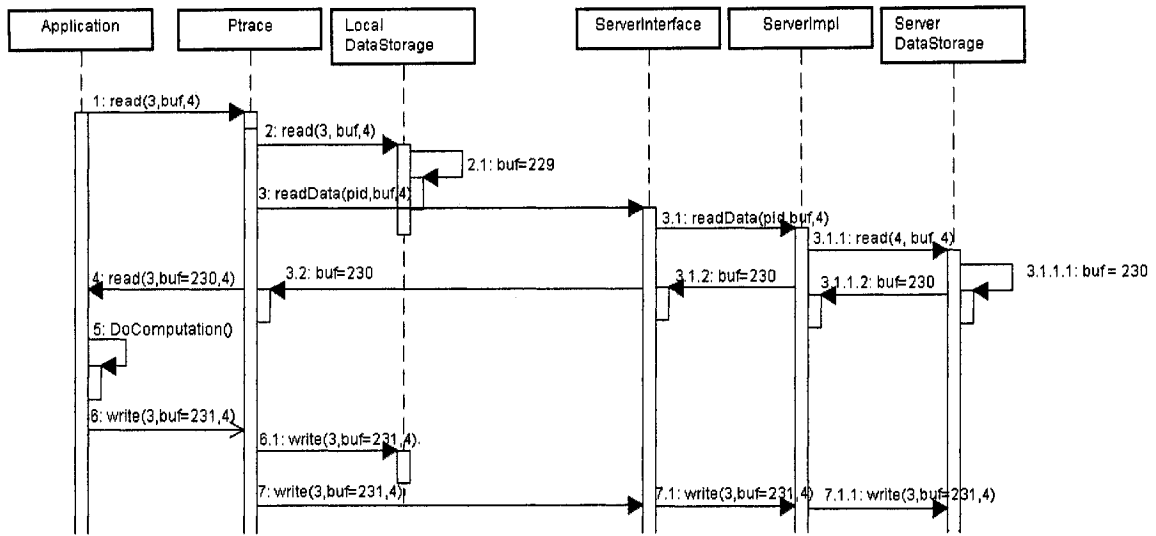 Application
Ptrace
Local
DataStorage
ServerInterface
ServerImpl
Server
DataStorage
1: read(3,buf,4)
2: read(3, buf,4)
2.1: buf=229
3: readData(pid,buf,4)
3.1: readData(pid,buf,4)
3.1.1: read(4, buf, 4)
3.1.1.1: buf = 230
4: read(3,buf=230,4)
3.2: buf=230
3.1.2: buf=230
3.1.1.2: buf=230
5: DoComputation()
6: write(3,buf=231,4)
6.1: write(3,buf=231,4).
7: write(3,buf=231,4)
7.1: write(3,buf=231,4)
7.1.1: write(3,buf=231,4)